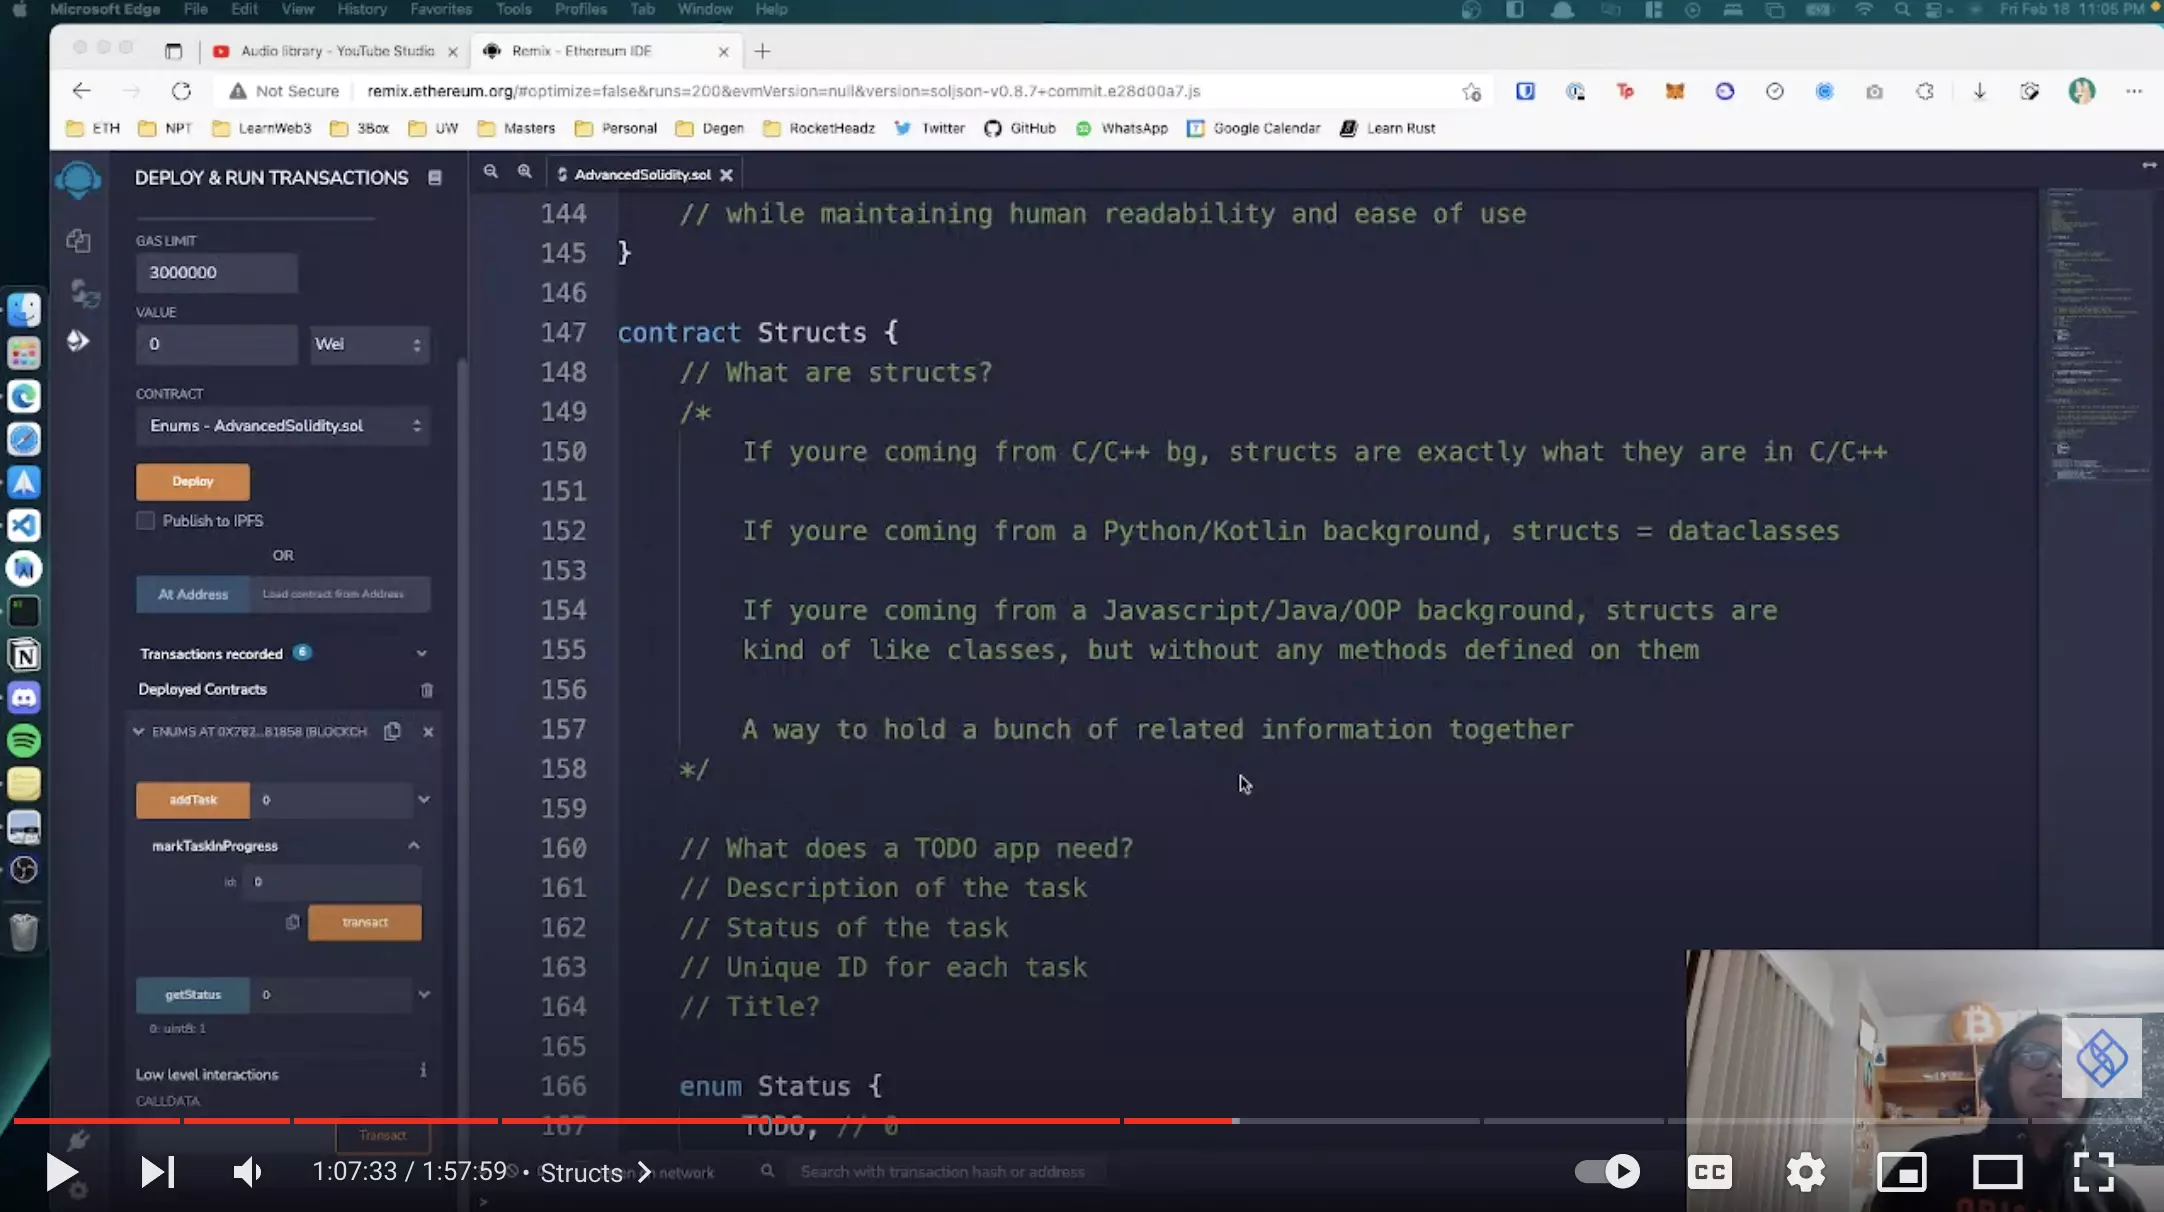 Microsoft Edge File Edit View History Favorites Tools Profiles Tab Window Help Fri Feb 18 11:05 PM
Audio library - YouTube Studio
Remix - Ethereum IDE
Not Secure remix.ethereum.org/#optimize=false&runs=200&evmVersion=null&version=soljson-v0.8.7+commit.e28d00a7.js
ETH NPT LearnWeb3 3Box UW Masters Personal Degen RocketHeadz Twitter GitHub WhatsApp Google Calendar Learn Rust
DEPLOY & RUN TRANSACTIONS
GAS LIMIT
3000000
VALUE
0 Wei
CONTRACT
Enums - AdvancedSolidity.sol
Deploy
Publish to IPFS
OR
At Address Load contract from Address
Transactions recorded 6
Deployed Contracts
ENUMS AT 0X782...B1858 (BLOCKCH
addTask 0
markTaskInProgress
id: 0
transact
getStatus 0
0: uint8: 1
Low level interactions i
CALLDATA
Transact
AdvancedSolidity.sol
144 // while maintaining human readability and ease of use
145 }
146
147 contract Structs {
148 // What are structs?
149 /*
150 If youre coming from C/C++ bg, structs are exactly what they are in C/C++
151
152 If youre coming from a Python/Kotlin background, structs = dataclasses
153
154 If youre coming from a Javascript/Java/OOP background, structs are
155 kind of like classes, but without any methods defined on them
156
157 A way to hold a bunch of related information together
158 */
159
160 // What does a TODO app need?
161 // Description of the task
162 // Status of the task
163 // Unique ID for each task
164 // Title?
165
166 enum Status {
167 TODO, // 0
1:07:33 / 1:57:59 • Structs
network
Search with transaction hash or address
CC